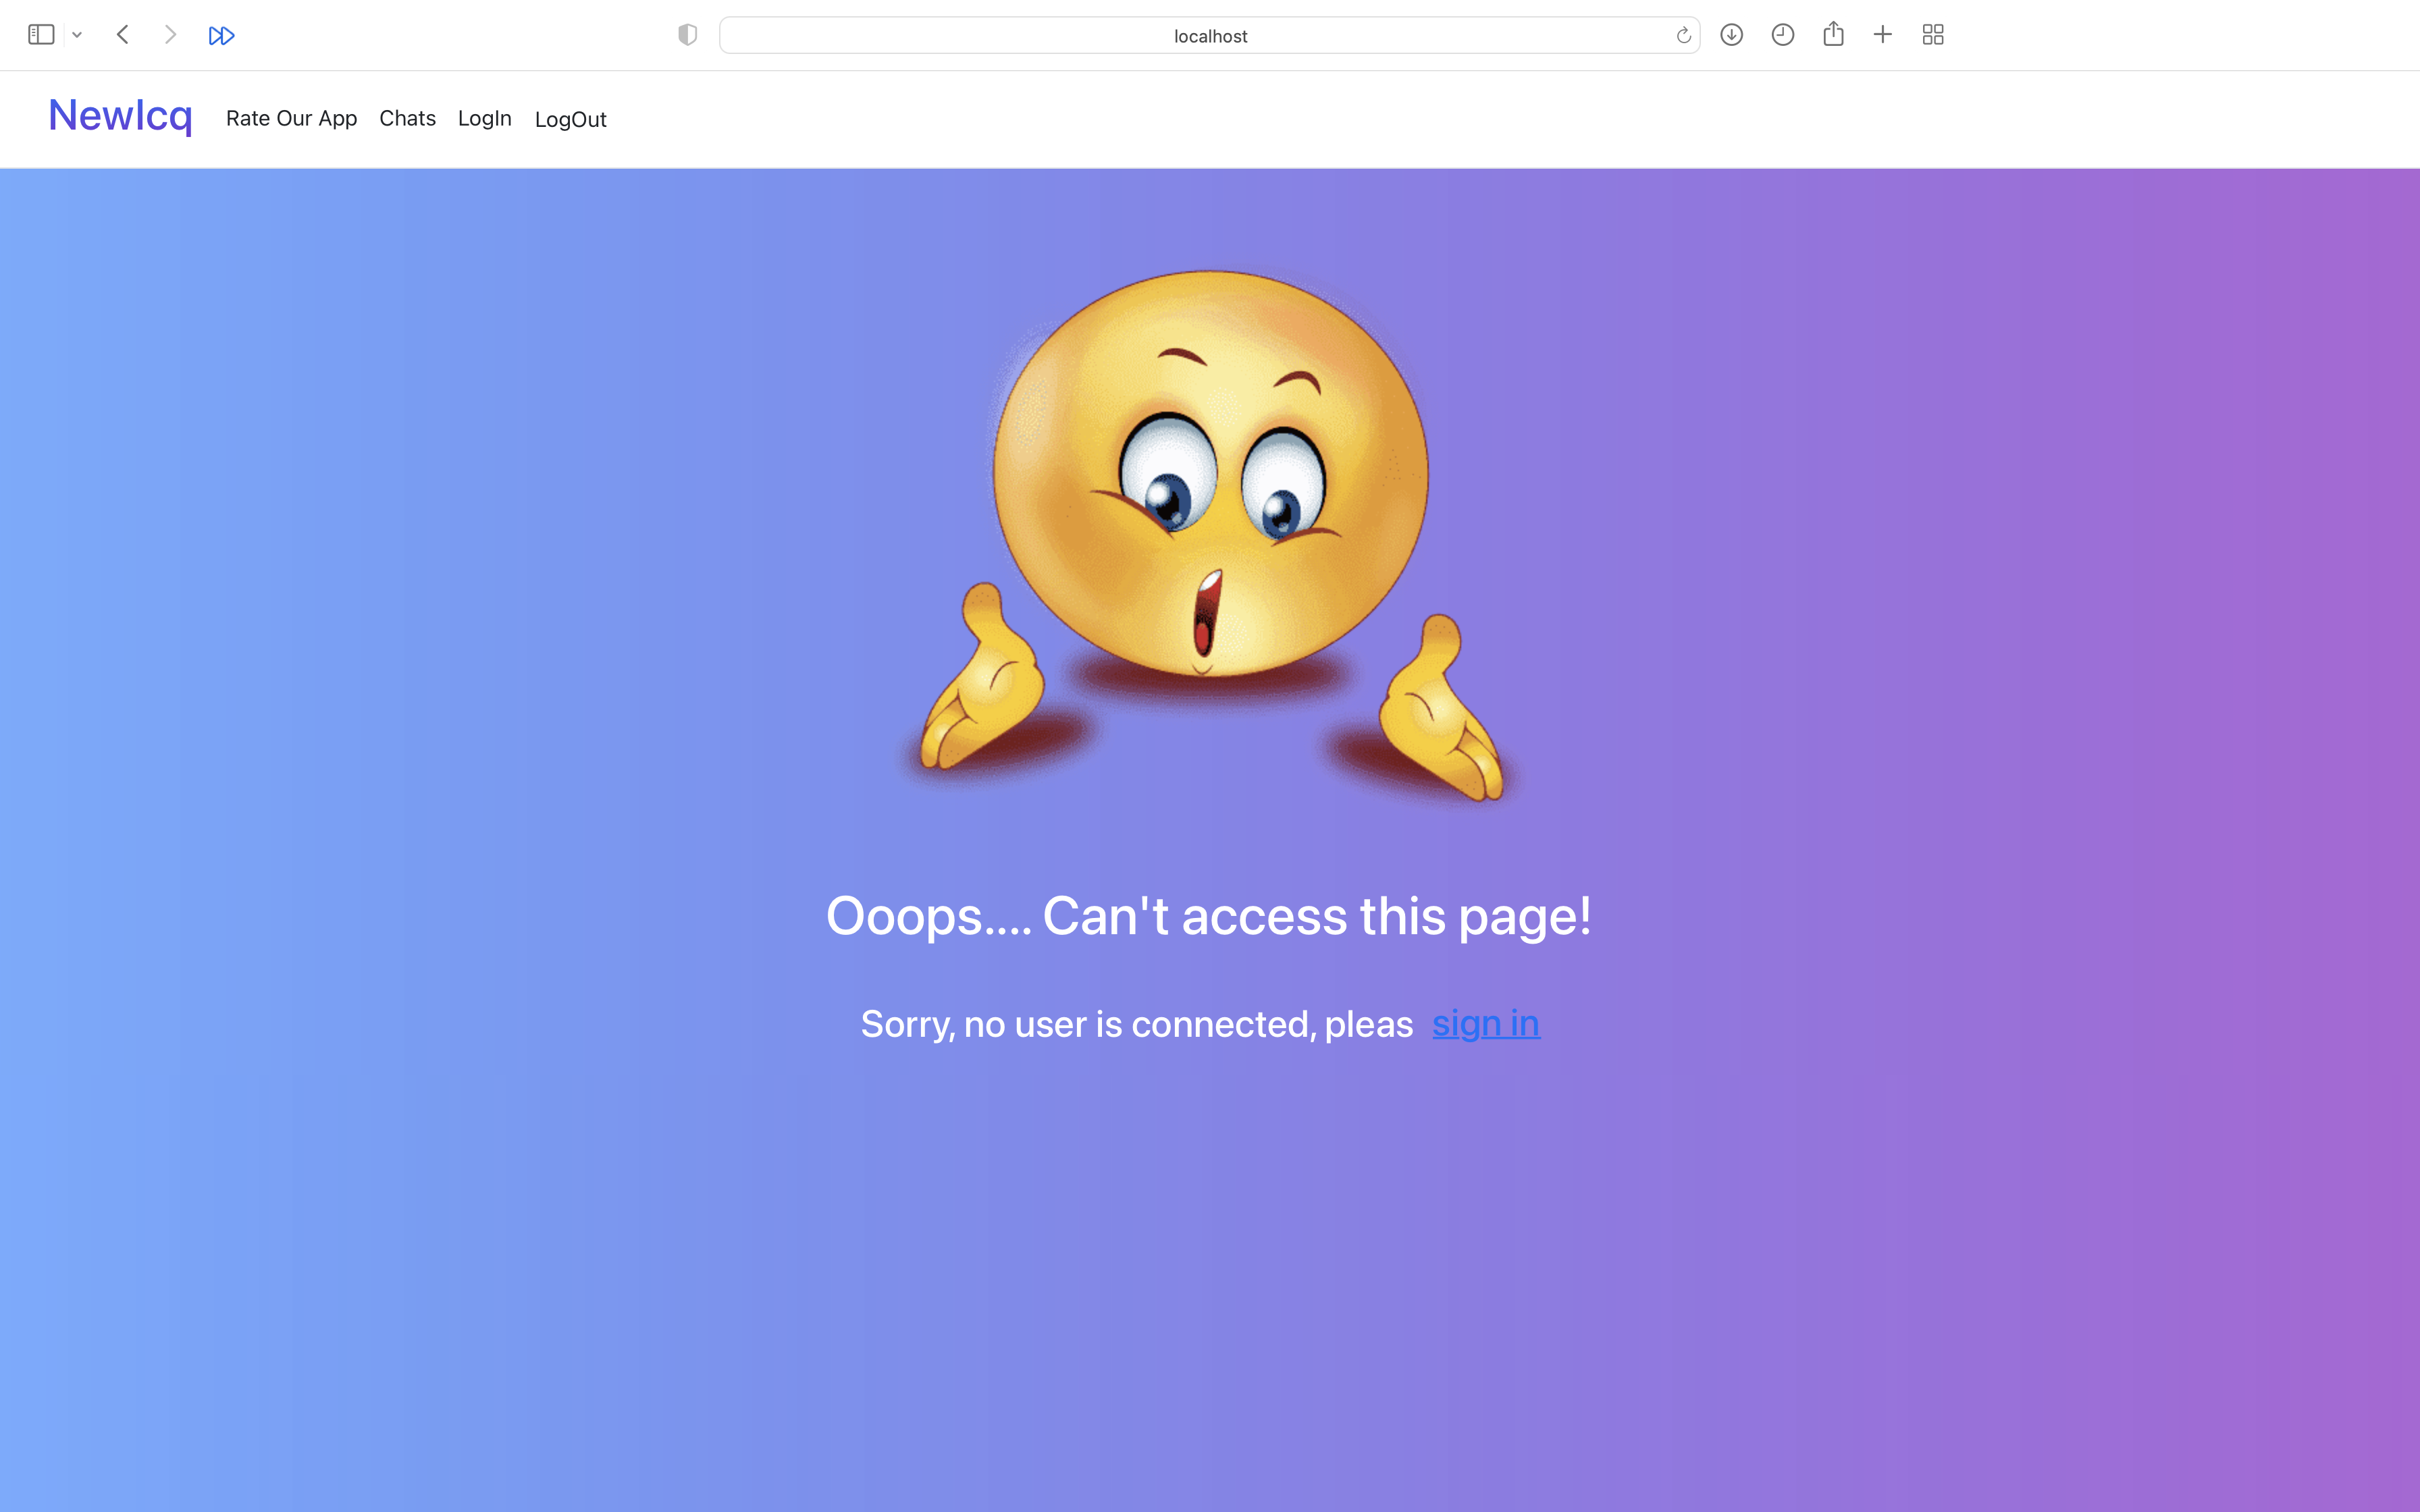 localhost
NewIcq Rate Our App Chats LogIn LogOut
Ooops.... Can't access this page!
Sorry, no user is connected, pleas sign in